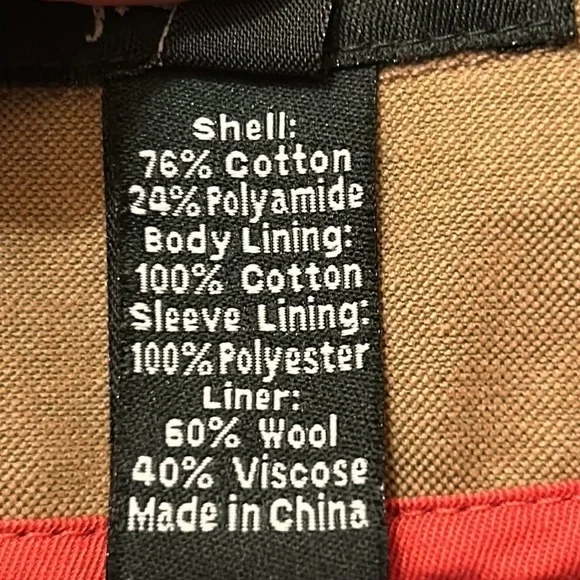 Shell:
76% Cotton
24% Polyamide
Body Lining:
100% Cotton
Sleeve Lining:
100% Polyester
Liner:
60% Wool
40% Viscose
Made in China